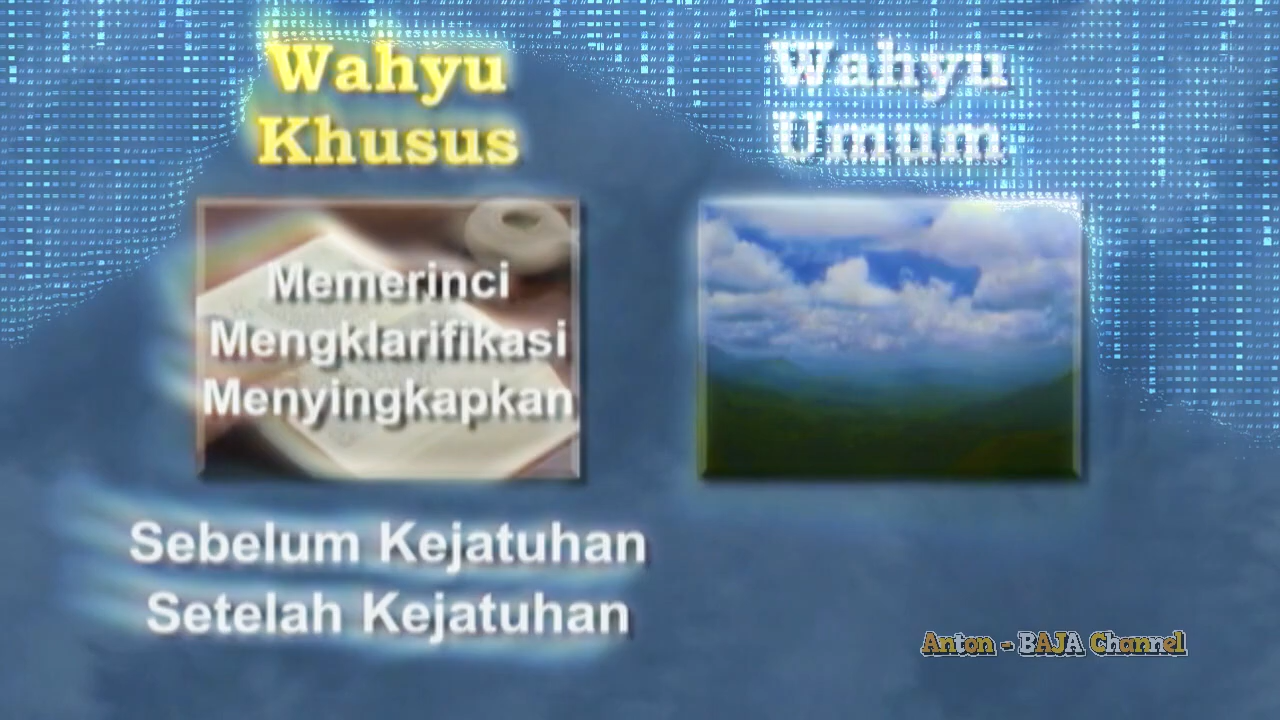 Wahyu
Khusus
Memerinci
Mengklarifikasi
Menyingkapkan
Sebelum Kejatuhan
Setelah Kejatuhan
Wahyu
Umum
Anton - BAJA Channel